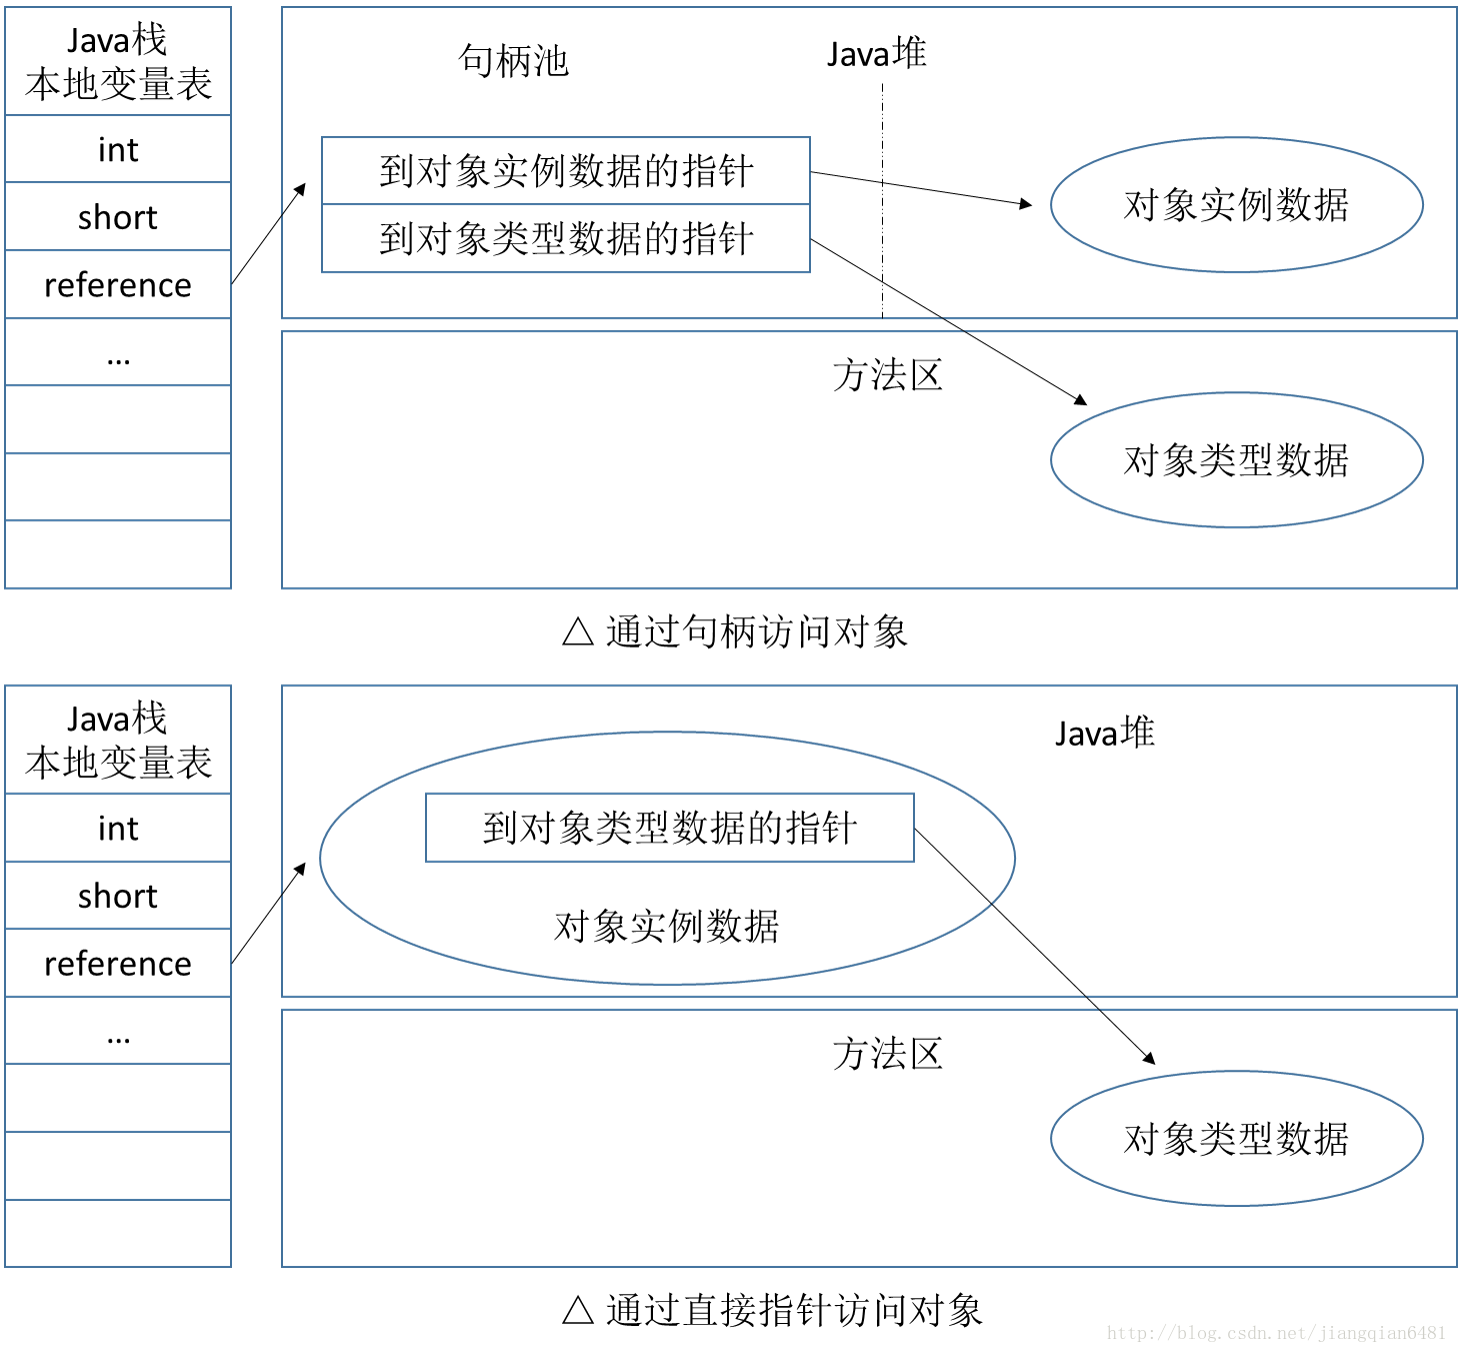 Java栈
本地变量表
int
short
reference
...
句柄池
Java堆
到对象实例数据的指针
到对象类型数据的指针
对象实例数据
方法区
对象类型数据
△ 通过句柄访问对象
Java栈
本地变量表
int
short
reference
...
Java堆
到对象类型数据的指针
对象实例数据
方法区
对象类型数据
△ 通过直接指针访问对象
http://blog.csdn.net/jiangqian6481